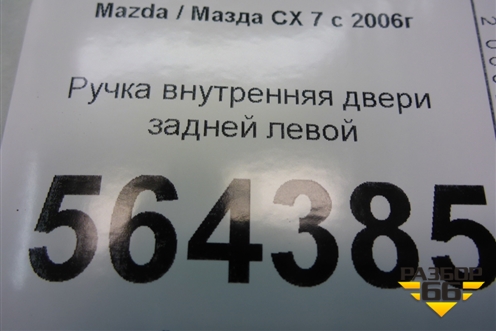 Mazda / Мазда CX 7 с 2006г
Ручка внутренняя двери
задней левой
564385
РАЗБОР
66